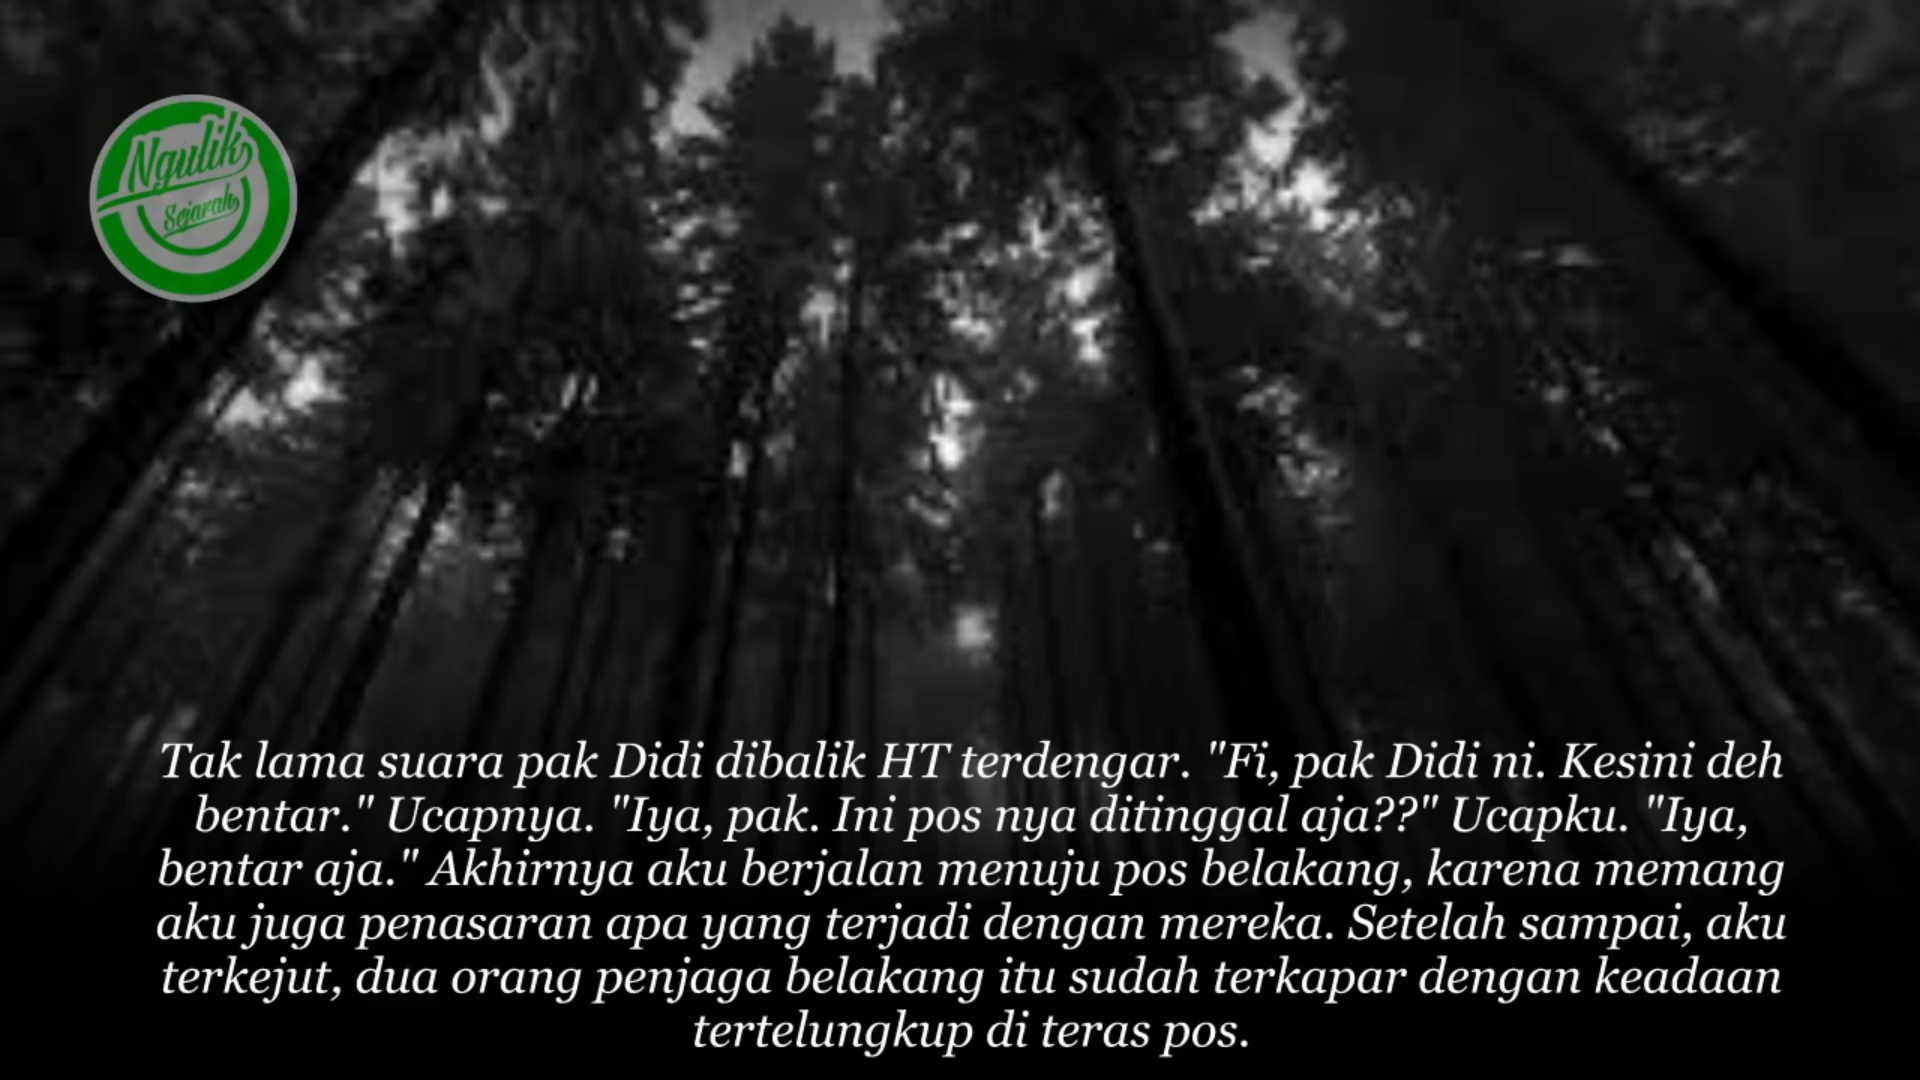 Ngulik
Sejarah
Tak lama suara pak Didi dibalik HT terdengar. "Fi, pak Didi ni. Kesini deh
bentar." Ucapnya. "Iya, pak. Ini pos nya ditinggal aja??" Ucapku. "Iya,
bentar aja." Akhirnya aku berjalan menuju pos belakang, karena memang
aku juga penasaran apa yang terjadi dengan mereka. Setelah sampai, aku
terkejut, dua orang penjaga belakang itu sudah terkapar dengan keadaan
tertelungkup di teras pos.